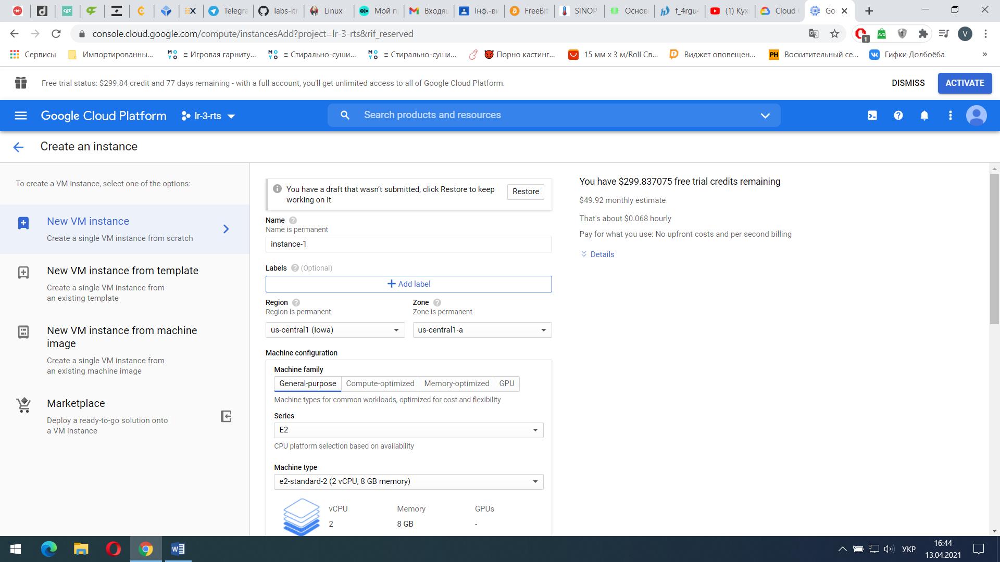 Telegra
labs-itr
Linux
Мой п
Входящ
Інф.-ви
FreeBit
SINOP
Основ
f_4rgu
(1) Кух
Cloud
Go
console.cloud.google.com/compute/instancesAdd?project=lr-3-rts&rif_reserved
1
V
Сервисы
Импортированны...
≡ Игровая гарниту...
≡ Стирально-суши...
≡ Стирально-суши...
Порно кастинг...
15 мм x 3 м/Roll Св...
Виджет оповещен...
PH Восхитительный се...
Гифки Долбоёба
»
Free trial status: $299.84 credit and 77 days remaining - with a full account, you'll get unlimited access to all of Google Cloud Platform.
DISMISS
ACTIVATE
Google Cloud Platform
lr-3-rts
Search products and resources
Create an instance
To create a VM instance, select one of the options:
New VM instance
Create a single VM instance from scratch
New VM instance from template
Create a single VM instance from
an existing template
New VM instance from machine
image
Create a single VM instance from
an existing machine image
Marketplace
Deploy a ready-to-go solution onto
a VM instance
You have a draft that wasn't submitted, click Restore to keep
working on it
Restore
Name
Name is permanent
instance-1
Labels (Optional)
Add label
Region
Region is permanent
us-central1 (Iowa)
Zone
Zone is permanent
us-central1-a
Machine configuration
Machine family
General-purpose
Compute-optimized
Memory-optimized
GPU
Machine types for common workloads, optimized for cost and flexibility
Series
E2
CPU platform selection based on availability
Machine type
e2-standard-2 (2 vCPU, 8 GB memory)
vCPU
Memory
GPUs
2
8 GB
-
You have $299.837075 free trial credits remaining
$49.92 monthly estimate
That's about $0.068 hourly
Pay for what you use: No upfront costs and per second billing
Details
УКР
16:44
13.04.2021